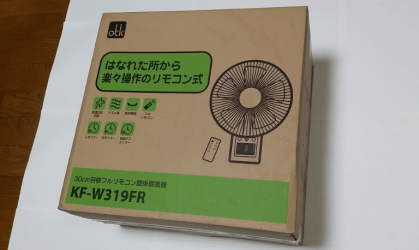 otk
はなれた所から
楽々操作のリモコン式
30cm羽根フルリモコン壁掛扇風機
KF-W319FR